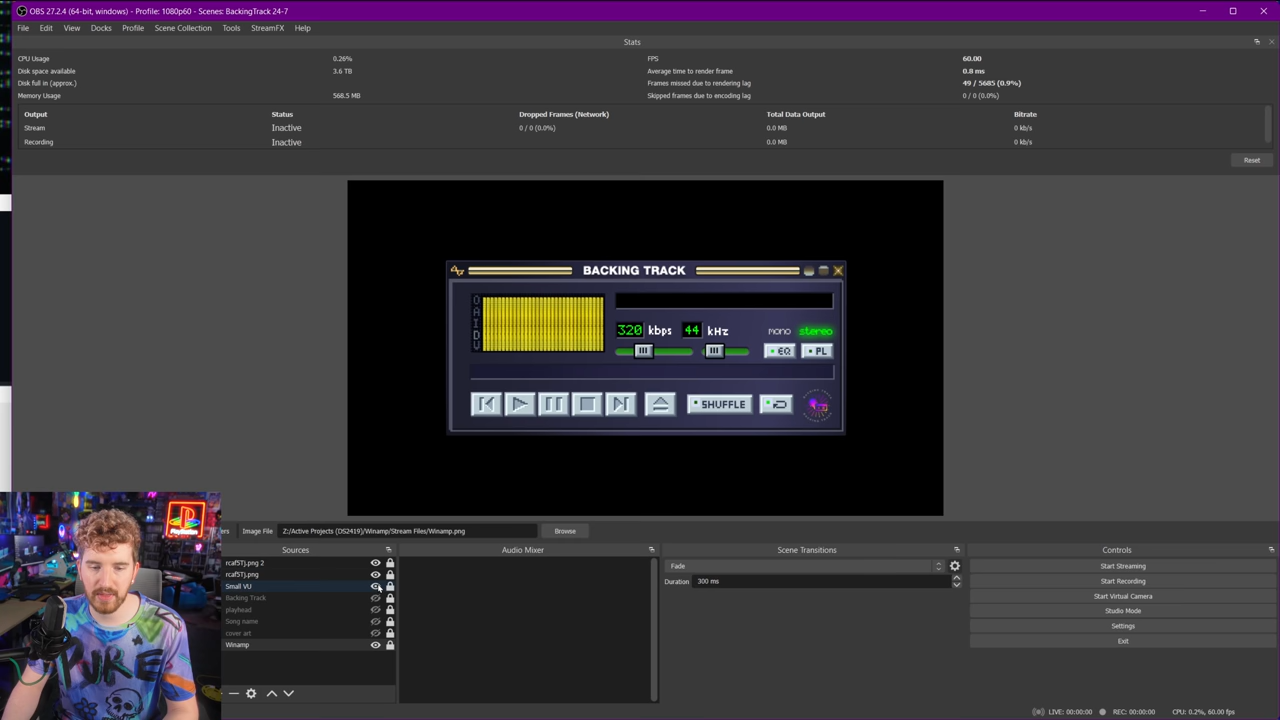 OBS 27.2.4 (64-bit, windows) - Profile: 1080p60 - Scenes: BackingTrack 24-7
File Edit View Docks Profile Scene Collection Tools StreamFX Help
Stats
CPU Usage 0.26% FPS 60.00
Disk space available 3.6 TB Average time to render frame 0.8 ms
Disk full in (approx.) Frames missed due to rendering lag 49 / 5685 (0.9%)
Memory Usage 568.5 MB Skipped frames due to encoding lag 0 / 0 (0.0%)
Output Status Dropped Frames (Network) Total Data Output Bitrate
Stream Inactive 0 / 0 (0.0%) 0.0 MB 0 kb/s
Recording Inactive 0.0 MB 0 kb/s
Reset
BACKING TRACK
O
A
I
D
V
320 kbps 44 kHz mono stereo
EQ PL
SHUFFLE
PlayStation
Image File Z:/Active Projects (DS2419)/Winamp/Stream Files/Winamp.png Browse
Sources Audio Mixer Scene Transitions Controls
rcaf5Tj.png 2
rcaf5Tj.png
Small VU
Backing Track
playhead
Song name
cover art
Winamp
Fade
Duration 300 ms
Start Streaming
Start Recording
Start Virtual Camera
Studio Mode
Settings
Exit
LIVE: 00:00:00 REC: 00:00:00 CPU: 0.2%, 60.00 fps